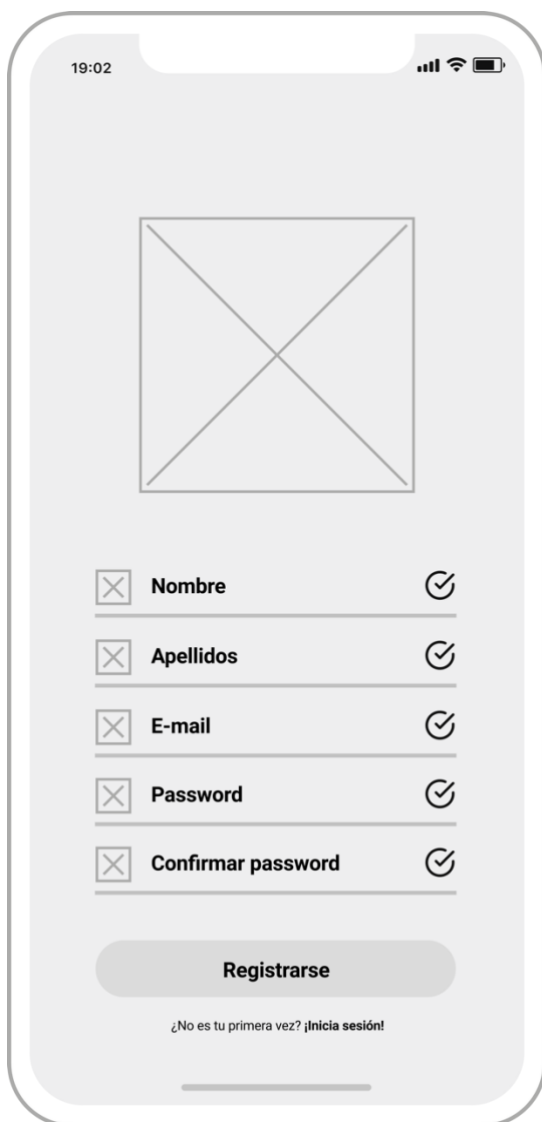 19:02
Nombre
Apellidos
E-mail
Password
Confirmar password
Registrarse
¿No es tu primera vez? ¡Inicia sesión!